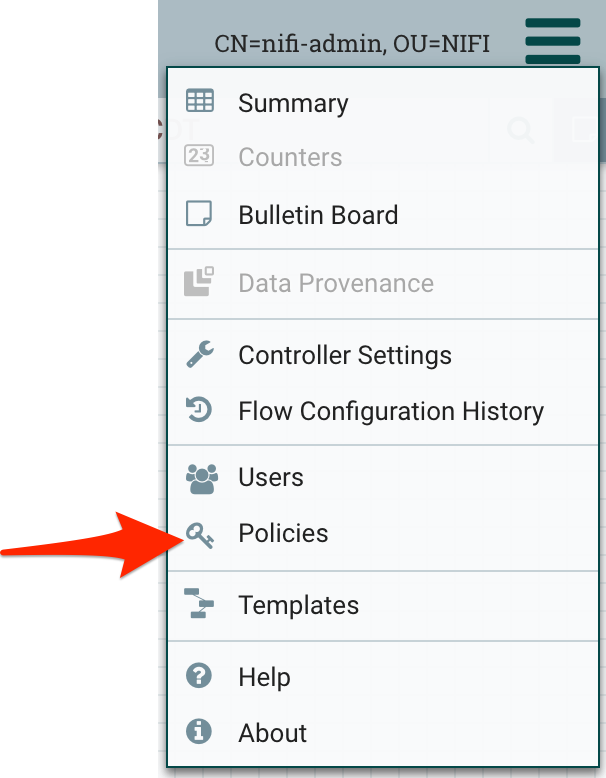 CN=nifi-admin, OU=NIFI
Summary
23 Counters
Bulletin Board
Data Provenance
Controller Settings
Flow Configuration History
Users
Policies
Templates
Help
About